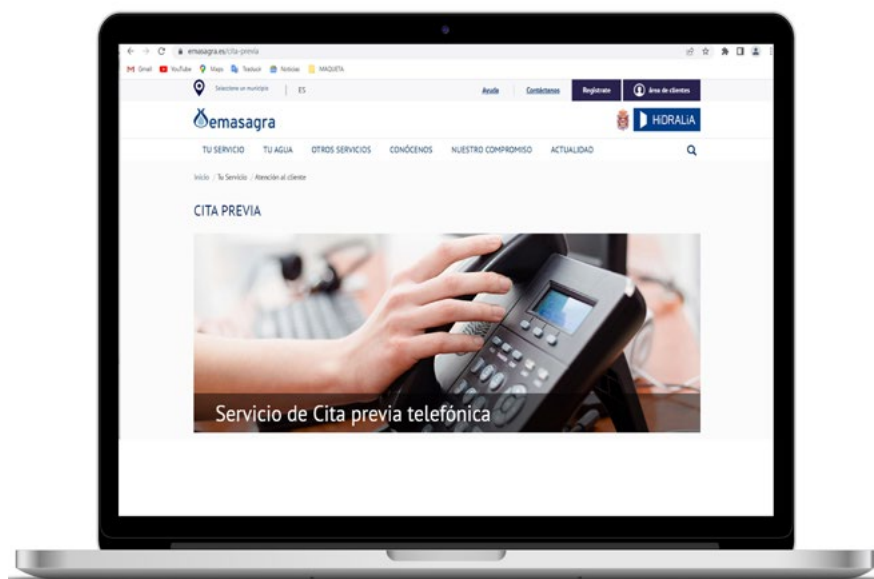 emasagra.es/cita-previa
Gmail YouTube Maps Traducir Noticias MAQUETA
Seleccione un municipio | ES Ayuda Contáctenos Regístrate Área de clientes
emasagra HiDRALiA
TU SERVICIO TU AGUA OTROS SERVICIOS CONÓCENOS NUESTRO COMPROMISO ACTUALIDAD
Inicio / Tu Servicio / Atención al cliente
CITA PREVIA
Servicio de Cita previa telefónica